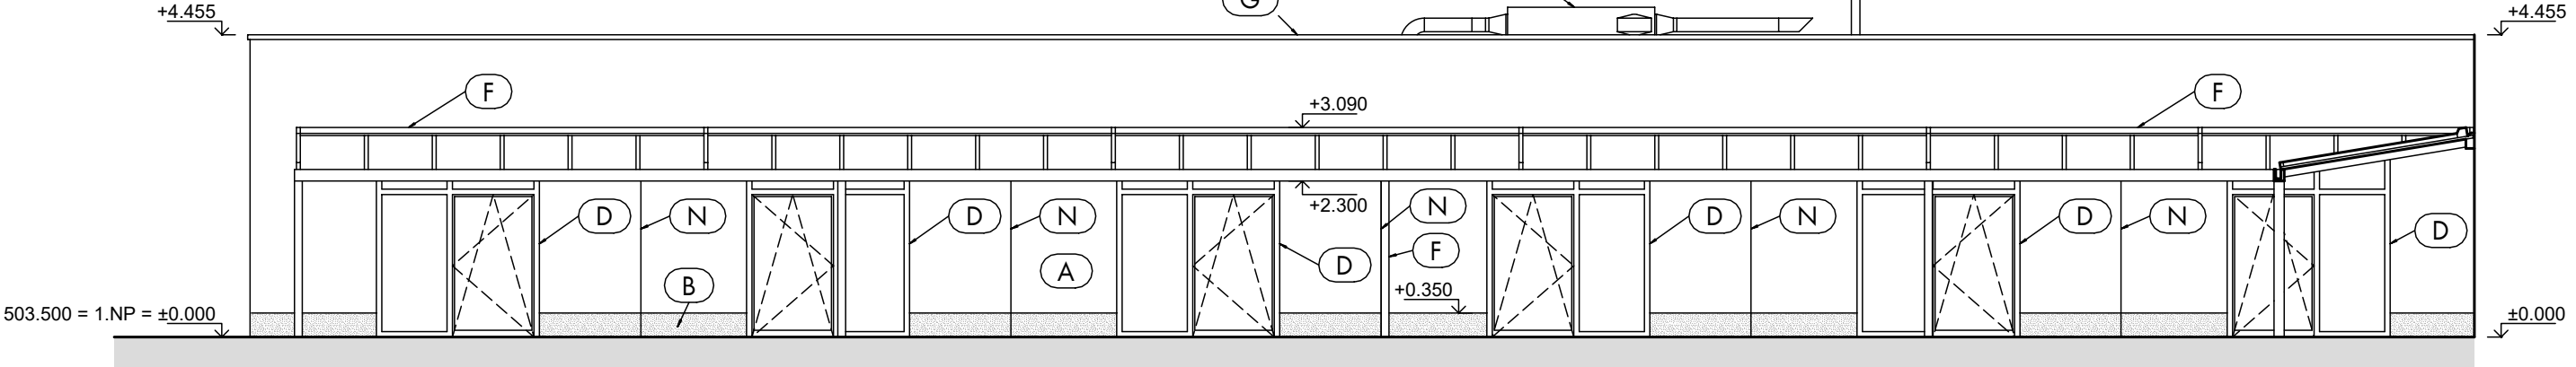 G
+4.455
+4.455
F
F
+3.090
+2.300
D
N
D
N
N
D
N
D
N
D
F
D
A
B
+0.350
503.500 = 1.NP = ±0.000
±0.000